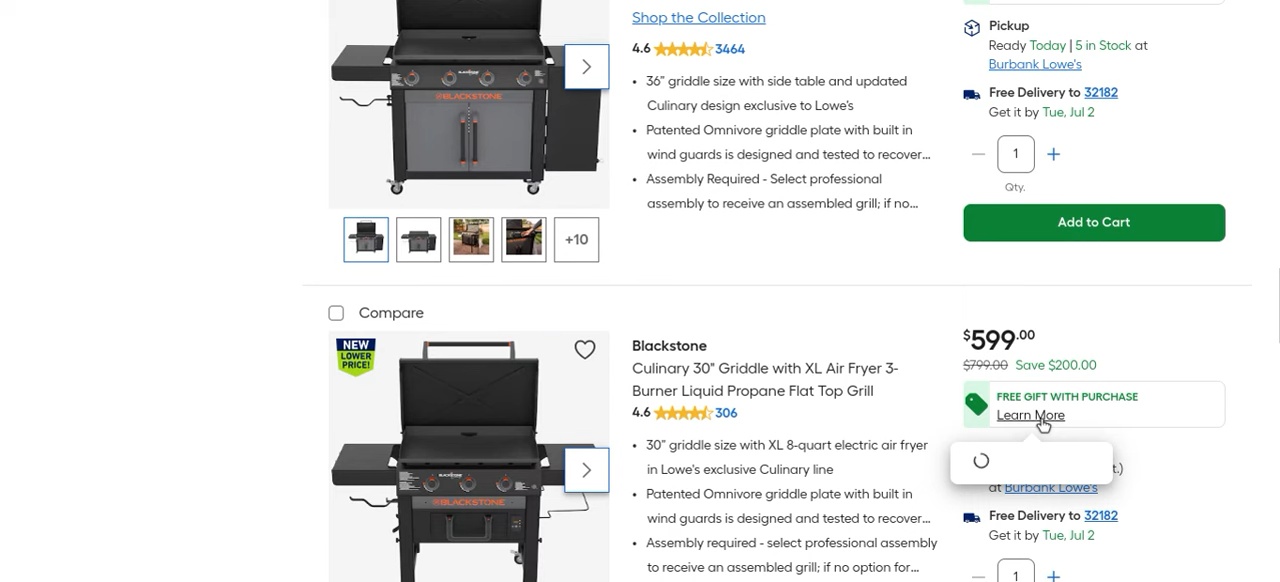 Shop the Collection
4.6 3464
• 36" griddle size with side table and updated
Culinary design exclusive to Lowe's
• Patented Omnivore griddle plate with built in
wind guards is designed and tested to recover...
• Assembly Required - Select professional
assembly to receive an assembled grill; if no...
BLACKSTONE
+10
Pickup
Ready Today | 5 in Stock at
Burbank Lowe's
Free Delivery to 32182
Get it by Tue, Jul 2
1
Qty.
Add to Cart
Compare
NEW
LOWER
PRICE!
BLACKSTONE
Blackstone
Culinary 30" Griddle with XL Air Fryer 3-
Burner Liquid Propane Flat Top Grill
4.6 306
• 30" griddle size with XL 8-quart electric air fryer
in Lowe's exclusive Culinary line
• Patented Omnivore griddle plate with built in
wind guards is designed and tested to recover...
• Assembly required - select professional assembly
to receive an assembled grill; if no option for...
$599.00
$799.00 Save $200.00
FREE GIFT WITH PURCHASE
Learn More
t.)
at Burbank Lowe's
Free Delivery to 32182
Get it by Tue, Jul 2
1